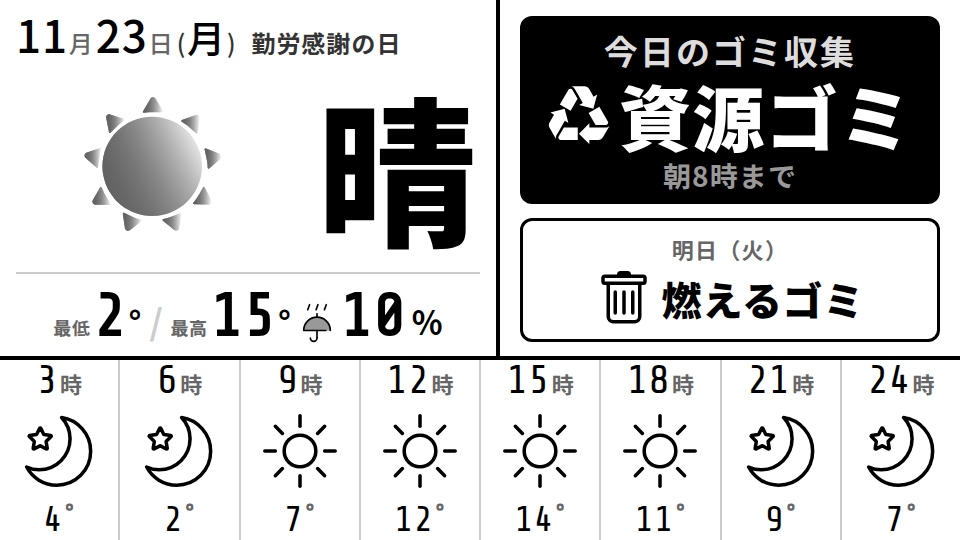 11月23日(月) 勤労感謝の日
晴
最低 2°/ 最高 15° 10 %
今日のゴミ収集
資源ゴミ
朝8時まで
明日（火）
燃えるゴミ
3時 6時 9時 12時 15時 18時 21時 24時
4° 2° 7° 12° 14° 11° 9° 7°